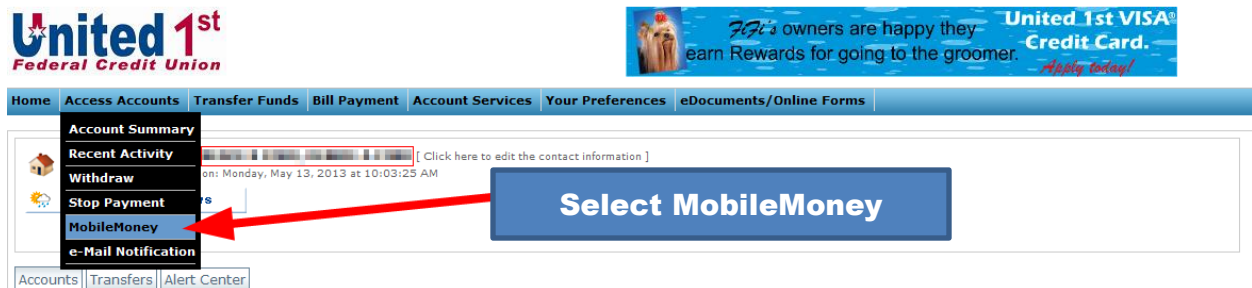 United 1st
Federal Credit Union
FiFi's owners are happy they
earn Rewards for going to the groomer.
United 1st VISA®
Credit Card.
Apply today!
Home Access Accounts Transfer Funds Bill Payment Account Services Your Preferences eDocuments/Online Forms
Account Summary
Recent Activity
[ Click here to edit the contact information ]
Withdraw
on: Monday, May 13, 2013 at 10:03:25 AM
Stop Payment
MobileMoney
e-Mail Notification
Select MobileMoney
Accounts Transfers Alert Center